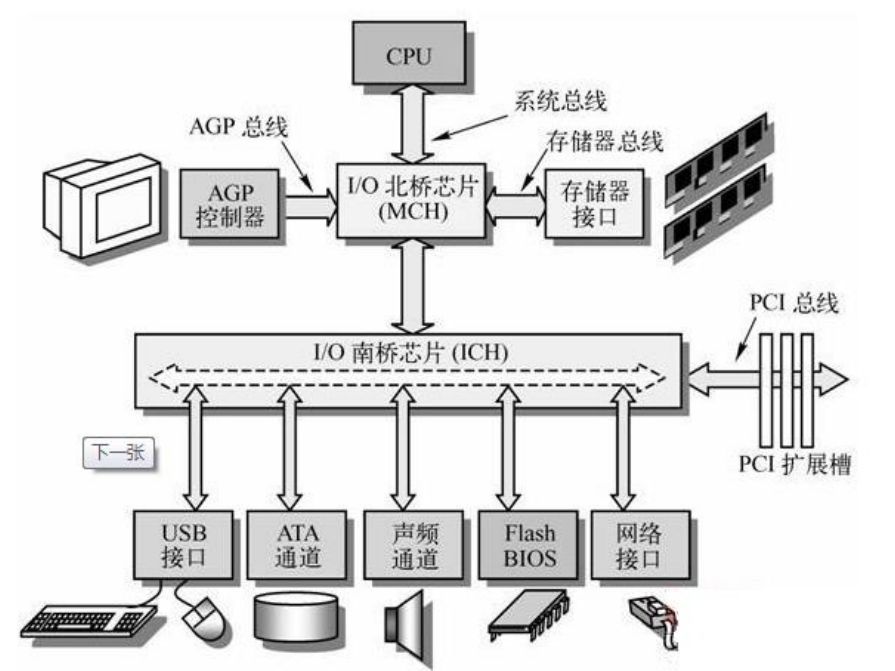 CPU
系统总线
AGP 总线
存储器总线
AGP
控制器
I/O 北桥芯片
(MCH)
存储器
接口
PCI 总线
I/O 南桥芯片 (ICH)
下一张
PCI 扩展槽
USB
接口
ATA
通道
声频
通道
Flash
BIOS
网络
接口